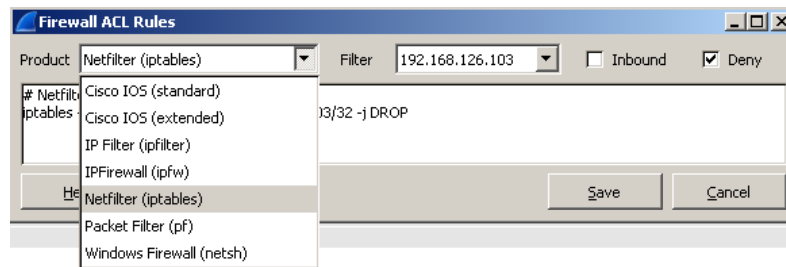 Firewall ACL Rules
Product Netfilter (iptables) Filter 192.168.126.103 Inbound Deny
# Netfilt
iptables 3/32 -j DROP
Cisco IOS (standard)
Cisco IOS (extended)
IP Filter (ipfilter)
IPFirewall (ipfw)
Netfilter (iptables)
Packet Filter (pf)
Windows Firewall (netsh)
He Save Cancel